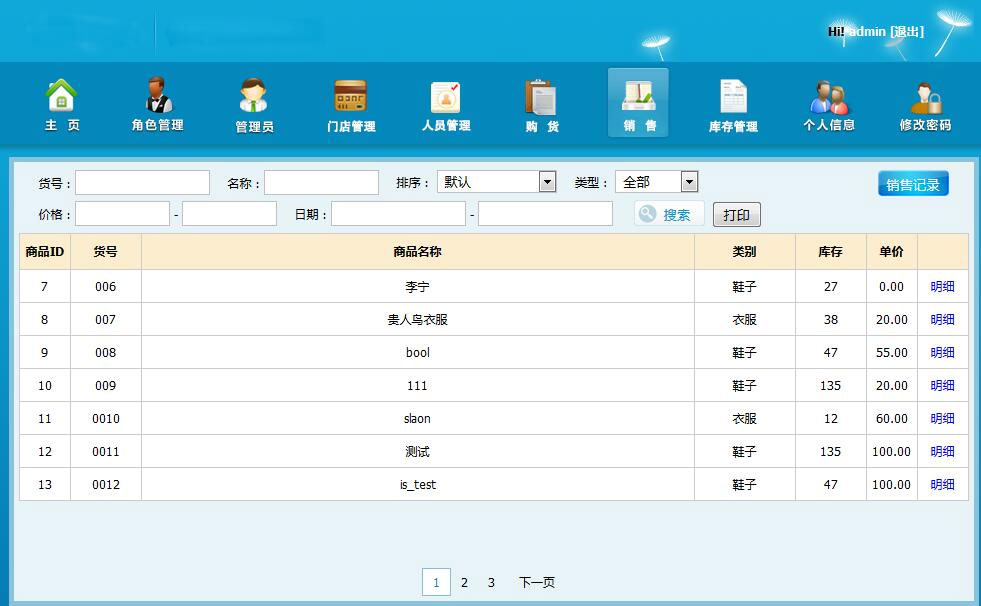 Hi! admin [退出]
主 页 角色管理 管理员 门店管理 人员管理 购 货 销 售 库存管理 个人信息 修改密码
货号： 名称： 排序： 默认 类型： 全部 销售记录
价格： - 日期： - 搜索 打印
商品ID 货号 商品名称 类别 库存 单价
7 006 李宁 鞋子 27 0.00 明细
8 007 贵人鸟衣服 衣服 38 20.00 明细
9 008 bool 鞋子 47 55.00 明细
10 009 111 鞋子 135 20.00 明细
11 0010 slaon 衣服 12 60.00 明细
12 0011 测试 鞋子 135 100.00 明细
13 0012 is_test 鞋子 47 100.00 明细
1 2 3 下一页